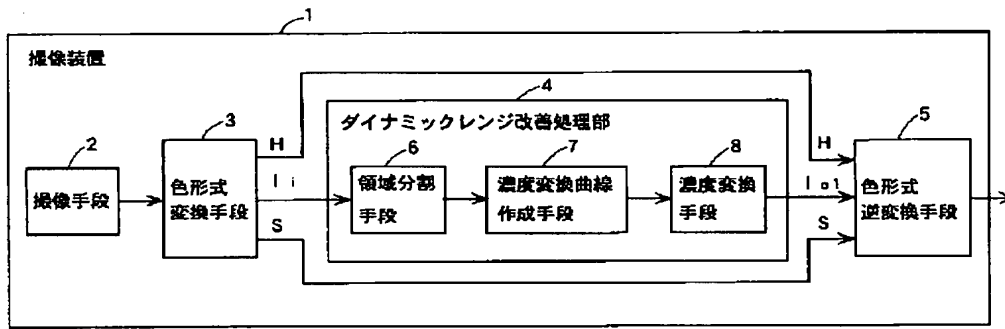 1
撮像装置
2
撮像手段
3
色形式
変換手段
H
I i
S
4
ダイナミックレンジ改善処理部
6
領域分割
手段
7
濃度変換曲線
作成手段
8
濃度変換
手段
H
I o1
S
5
色形式
逆変換手段